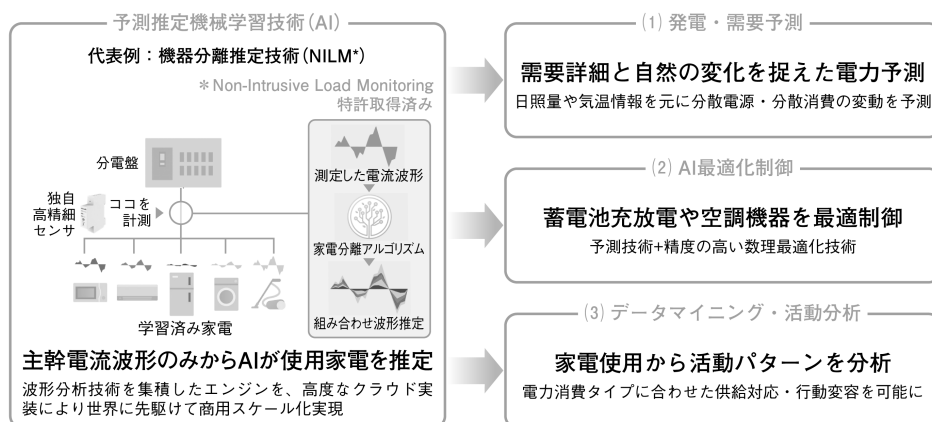 予測推定機械学習技術(AI)
代表例：機器分離推定技術(NILM*)
＊Non-Intrusive Load Monitoring
特許取得済み
分電盤
独自
高精細
センサ
ココを
計測
学習済み家電
測定した電流波形
家電分離アルゴリズム
組み合わせ波形推定
主幹電流波形のみからAIが使用家電を推定
波形分析技術を集積したエンジンを、高度なクラウド実
装により世界に先駆けて商用スケール化実現
(1) 発電・需要予測
需要詳細と自然の変化を捉えた電力予測
日照量や気温情報を元に分散電源・分散消費の変動を予測
(2) AI最適化制御
蓄電池充放電や空調機器を最適制御
予測技術+精度の高い数理最適化技術
(3) データマイニング・活動分析
家電使用から活動パターンを分析
電力消費タイプに合わせた供給対応・行動変容を可能に